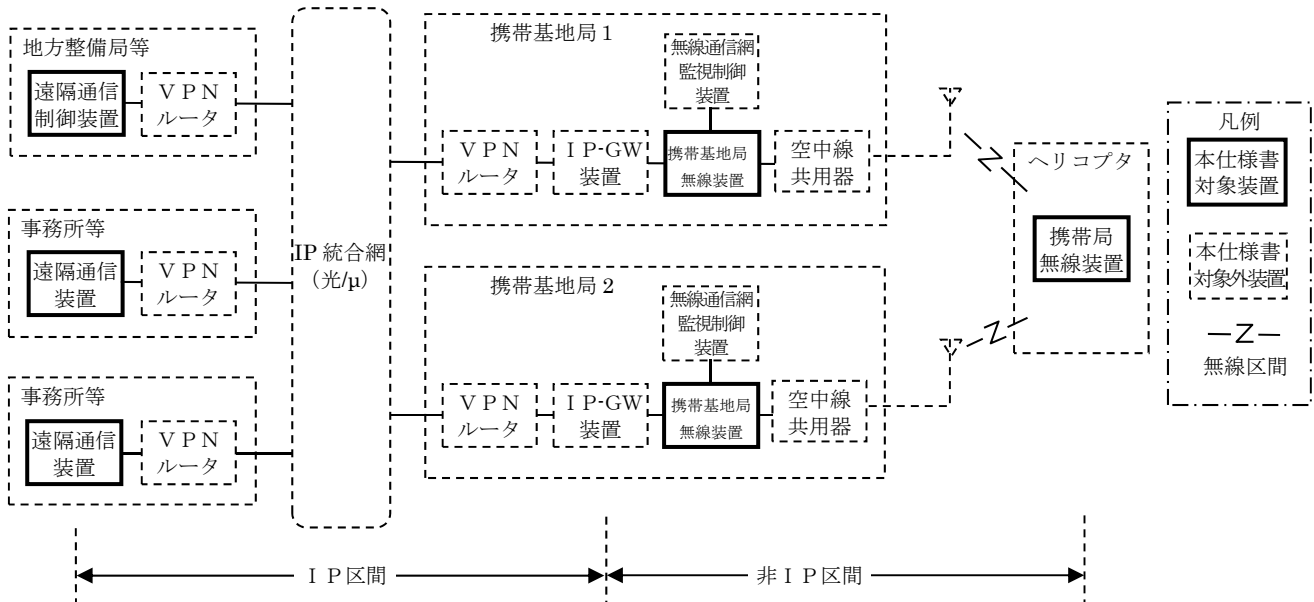 地方整備局等
遠隔通信
制御装置
ＶＰＮ
ルータ
事務所等
遠隔通信
装置
ＶＰＮ
ルータ
事務所等
遠隔通信
装置
ＶＰＮ
ルータ
IP 統合網
（光/μ）
携帯基地局 1
無線通信網
監視制御
装置
ＶＰＮ
ルータ
ＩＰ-GW
装置
携帯基地局
無線装置
空中線
共用器
携帯基地局 2
無線通信網
監視制御
装置
ＶＰＮ
ルータ
ＩＰ-GW
装置
携帯基地局
無線装置
空中線
共用器
ヘリコプタ
携帯局
無線装置
凡例
本仕様書
対象装置
本仕様書
対象外装置
無線区間
ＩＰ区間
非ＩＰ区間